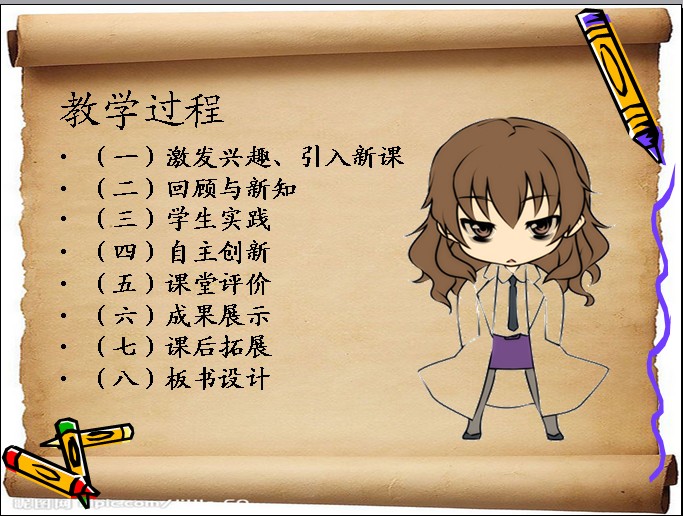 教学过程
• （一）激发兴趣、引入新课
• （二）回顾与新知
• （三）学生实践
• （四）自主创新
• （五）课堂评价
• （六）成果展示
• （七）课后拓展
• （八）板书设计